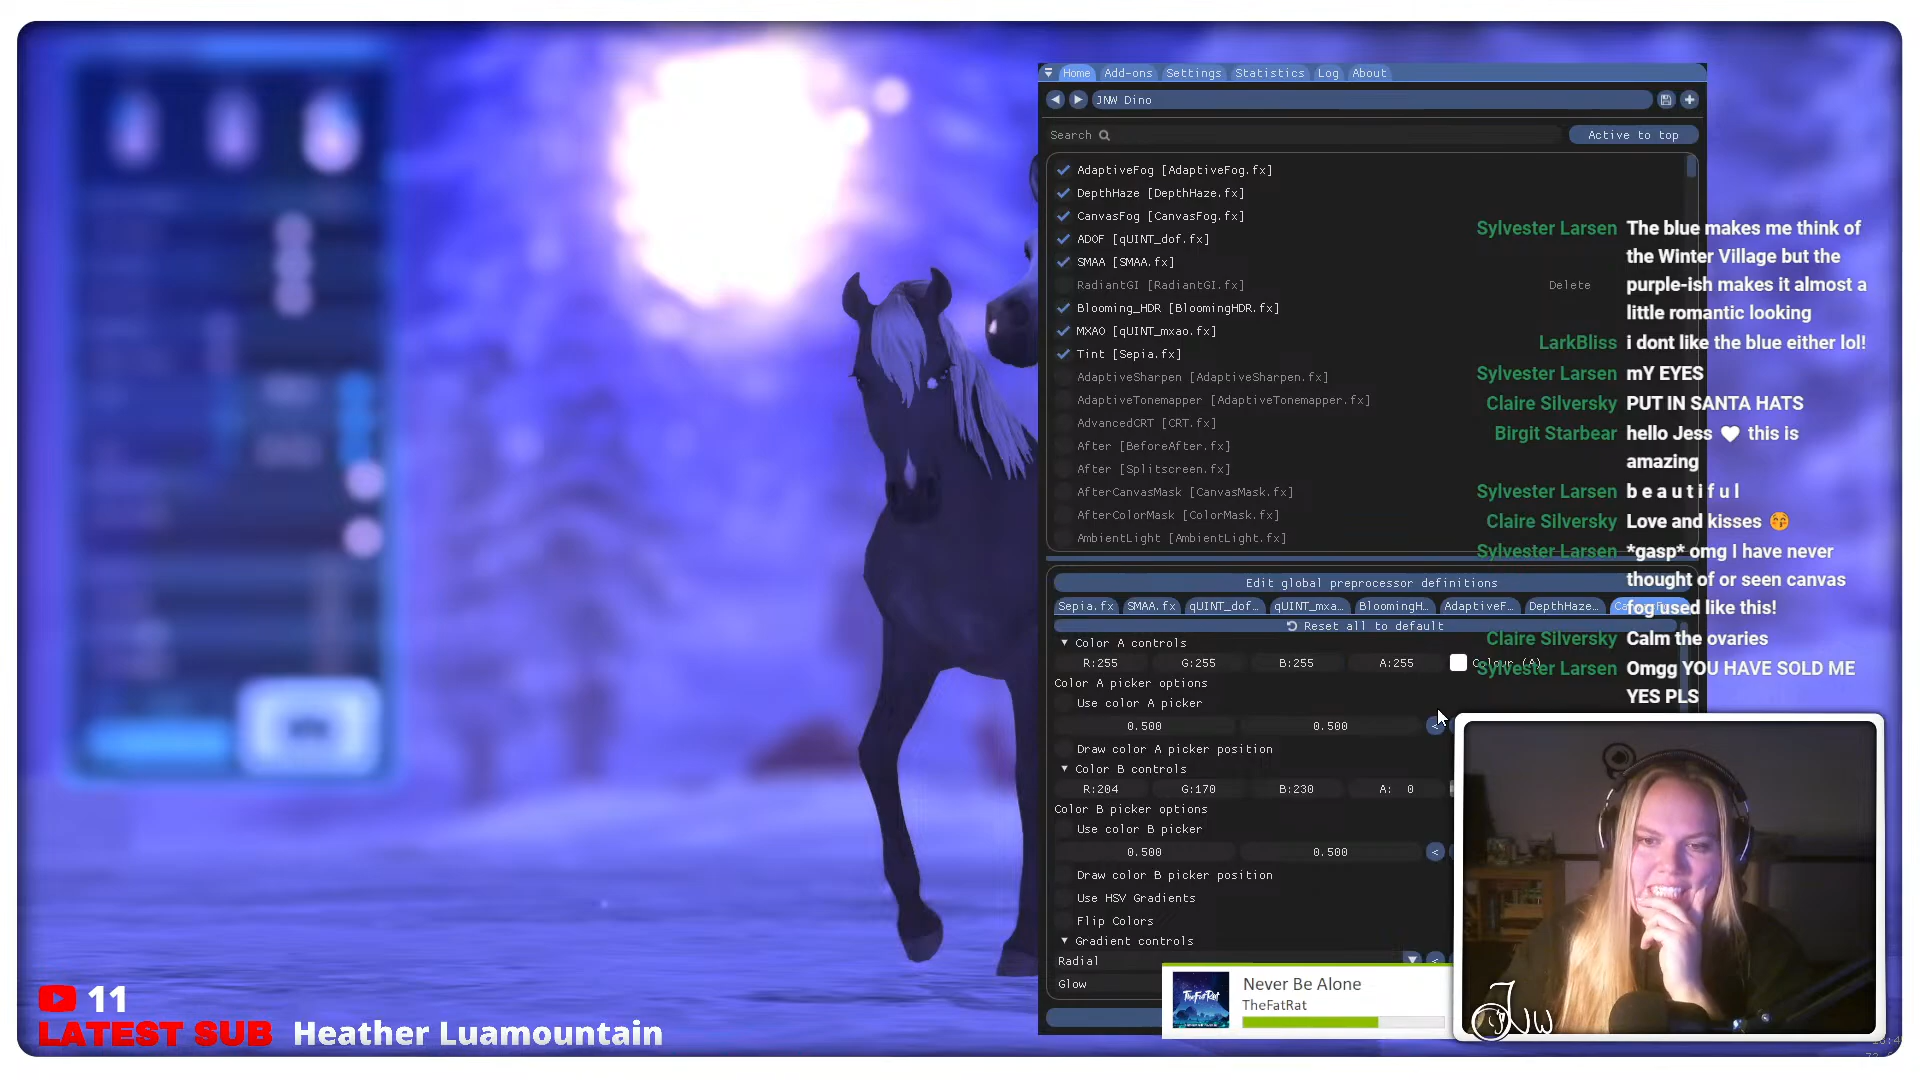 Home Add-ons Settings Statistics Log About
JNW Dino
Search
Active to top
AdaptiveFog [AdaptiveFog.fx]
DepthHaze [DepthHaze.fx]
CanvasFog [CanvasFog.fx]
ADOF [qUINT_dof.fx]
SMAA [SMAA.fx]
RadiantGI [RadiantGI.fx]
Delete
Blooming_HDR [BloomingHDR.fx]
MXAO [qUINT_mxao.fx]
Tint [Sepia.fx]
AdaptiveSharpen [AdaptiveSharpen.fx]
AdaptiveTonemapper [AdaptiveTonemapper.fx]
AdvancedCRT [CRT.fx]
After [BeforeAfter.fx]
After [Splitscreen.fx]
AfterCanvasMask [CanvasMask.fx]
AfterColorMask [ColorMask.fx]
AmbientLight [AmbientLight.fx]
Edit global preprocessor definitions
Sepia.fx SMAA.fx qUINT_dof... qUINT_mxa... BloomingH... AdaptiveF... DepthHaze...
Reset all to default
Color A controls
R:255 G:255 B:255 A:255 Colour (A)
Color A picker options
Use color A picker
0.500 0.500 <
Draw color A picker position
Color B controls
R:204 G:170 B:230 A: 0
Color B picker options
Use color B picker
0.500 0.500 <
Draw color B picker position
Use HSV Gradients
Flip Colors
Gradient controls
Radial <
Glow
Sylvester Larsen The blue makes me think of
the Winter Village but the
purple-ish makes it almost a
little romantic looking
LarkBliss i dont like the blue either lol!
Sylvester Larsen mY EYES
Claire Silversky PUT IN SANTA HATS
Birgit Starbear hello Jess 🤍 this is
amazing
Sylvester Larsen b e a u t i f u l
Claire Silversky Love and kisses 😚
Sylvester Larsen *gasp* omg I have never
thought of or seen canvas
fog used like this!
Claire Silversky Calm the ovaries
Sylvester Larsen Omgg YOU HAVE SOLD ME
YES PLS
TheFatRat
Never Be Alone
TheFatRat
Jnw
11
LATEST SUB Heather Luamountain